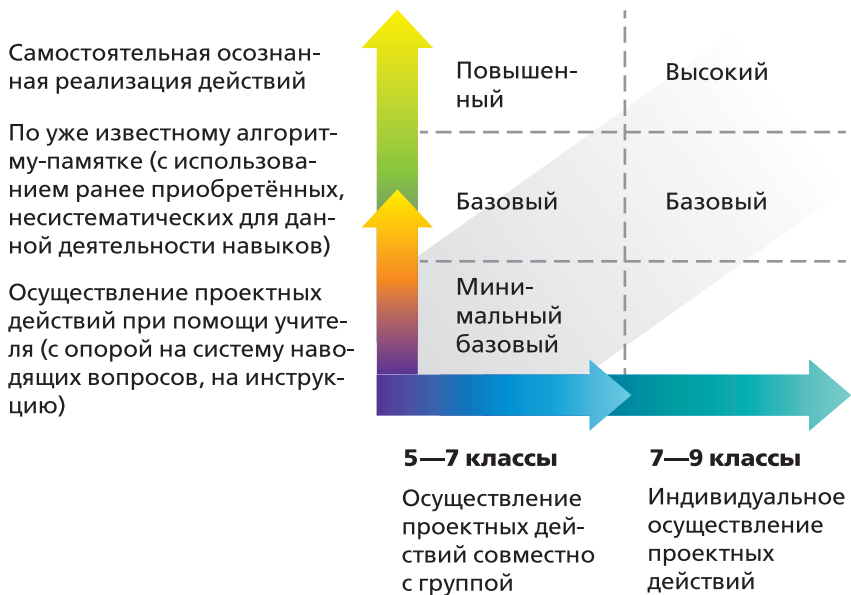 Самостоятельная осознан-
ная реализация действий
По уже известному алгорит-
му-памятке (с использова-
нием ранее приобретённых,
несистематических для дан-
ной деятельности навыков)
Осуществление проектных
действий при помощи учите-
ля (с опорой на систему наво-
дящих вопросов, на инструк-
цию)
Повышен-
ный
Высокий
Базовый
Базовый
Мини-
мальный
базовый
5—7 классы
Осуществление
проектных дей-
ствий совместно
с группой
7—9 классы
Индивидуальное
осуществление
проектных
действий